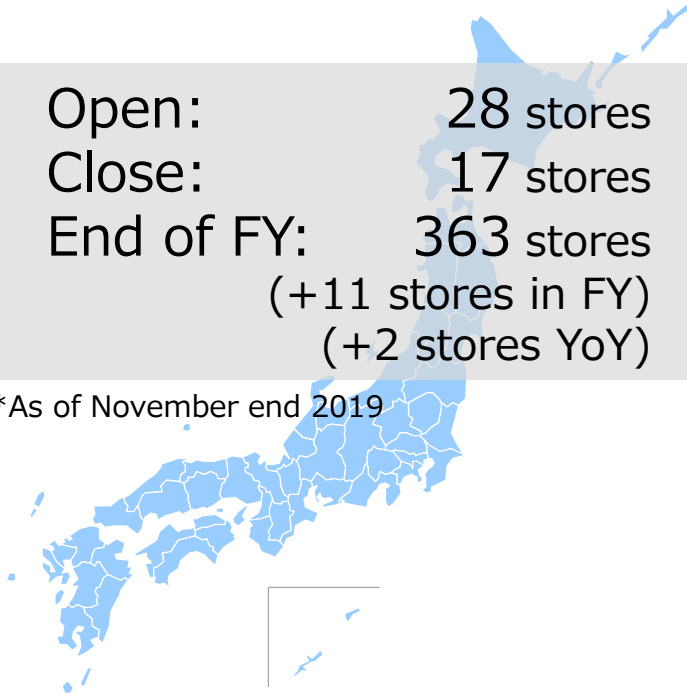 Open: 28 stores
Close: 17 stores
End of FY: 363 stores
(+11 stores in FY)
(+2 stores YoY)
*As of November end 2019